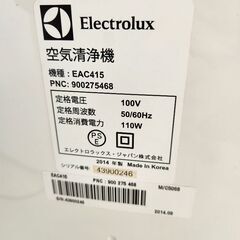 Electrolux
空気清浄機
機種：EAC415
PNC: 900275468
定格電圧 100V
定格周波数 50/60Hz
定格消費電力 110W
PS
E
エレクトロラックス・ジャパン株式会社
2014 年製 Made In Korea
シリアル番号 43900246
EAC415
PNC : 900 275 468
S/N :43900246
2014.09